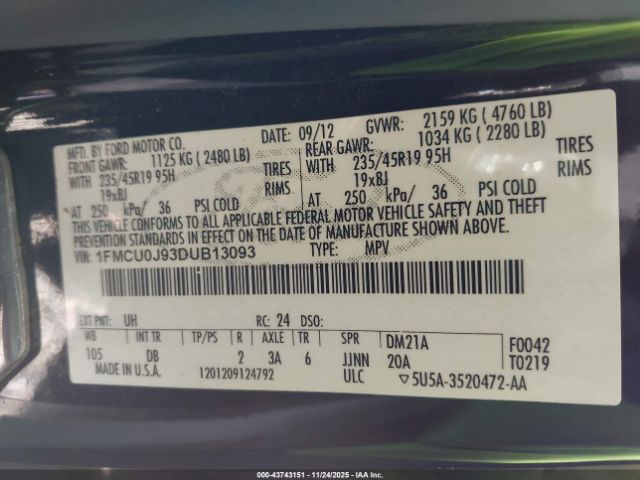 MFD. BY FORD MOTOR CO. DATE: 09/12 GVWR: 2159 KG ( 4760 LB)
FRONT GAWR: 1125 KG ( 2480 LB) REAR GAWR: 1034 KG ( 2280 LB)
WITH 235/45R19 95H TIRES WITH 235/45R19 95H TIRES
19xBJ RIMS 19xBJ RIMS
AT 250 kPa/ 36 PSI COLD AT 250 kPa/ 36 PSI COLD
THIS VEHICLE CONFORMS TO ALL APPLICABLE FEDERAL MOTOR VEHICLE SAFETY AND THEFT
PREVENTION STANDARDS IN EFFECT ON THE DATE OF MANUFACTURE SHOWN ABOVE.
VIN: 1FMCU0J93DUB13093 TYPE: MPV
EXT PNT: UH RC: 24 DSO:
WB INT TR TP/PS R AXLE TR SPR DM21A F0042
105 DB 2 3A 6 JJNN 20A T0219
MADE IN U.S.A. 1201209124792 ULC ▽5U5A-3520472-AA
000-43743151 - 11/24/2025 - IAAI.com